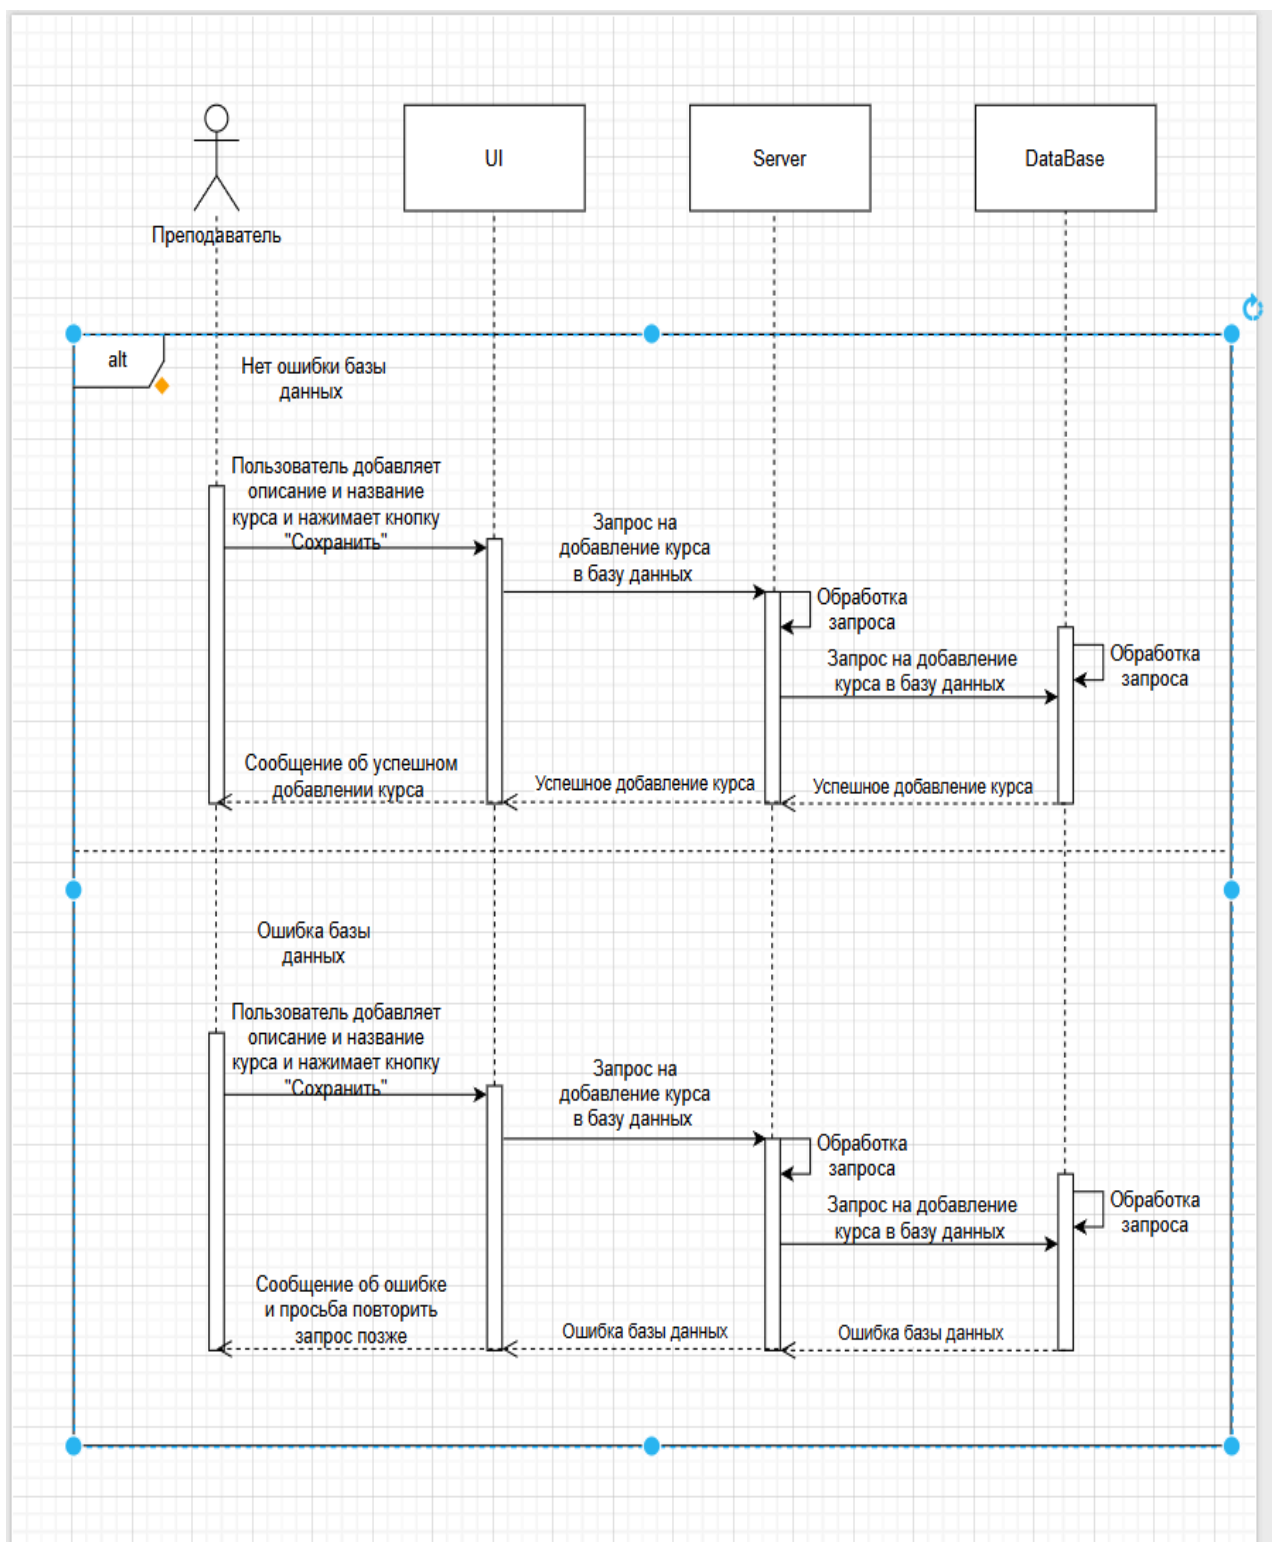 UI
Server
DataBase
Преподаватель
alt
Нет ошибки базы
данных
Пользователь добавляет
описание и название
курса и нажимает кнопку
"Сохранить"
Запрос на
добавление курса
в базу данных
Обработка
запроса
Запрос на добавление
курса в базу данных
Обработка
запроса
Сообщение об успешном
добавлении курса
Успешное добавление курса
Успешное добавление курса
Ошибка базы
данных
Пользователь добавляет
описание и название
курса и нажимает кнопку
"Сохранить"
Запрос на
добавление курса
в базу данных
Обработка
запроса
Запрос на добавление
курса в базу данных
Обработка
запроса
Сообщение об ошибке
и просьба повторить
запрос позже
Ошибка базы данных
Ошибка базы данных